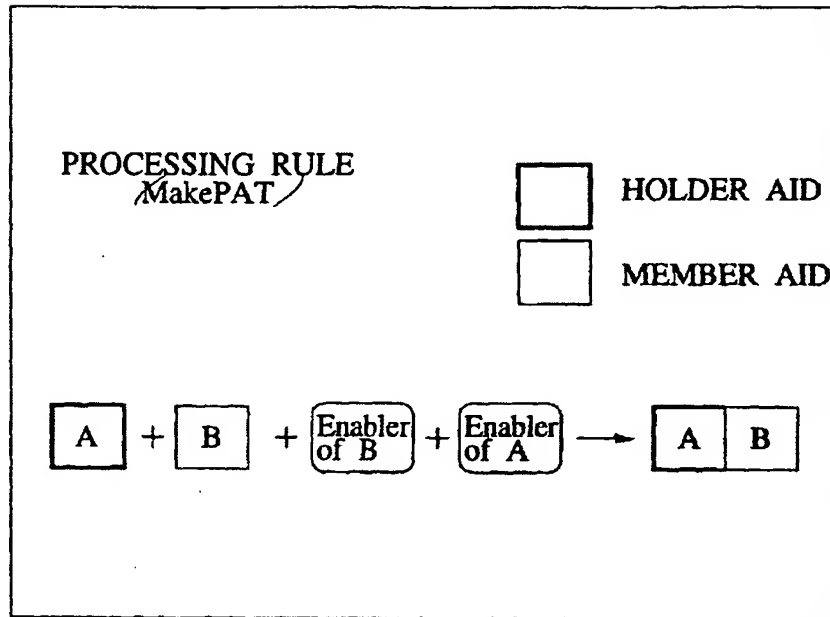 PROCESSING RULE
MakePAT
HOLDER AID
MEMBER AID
A + B + Enabler of B + Enabler of A → A B